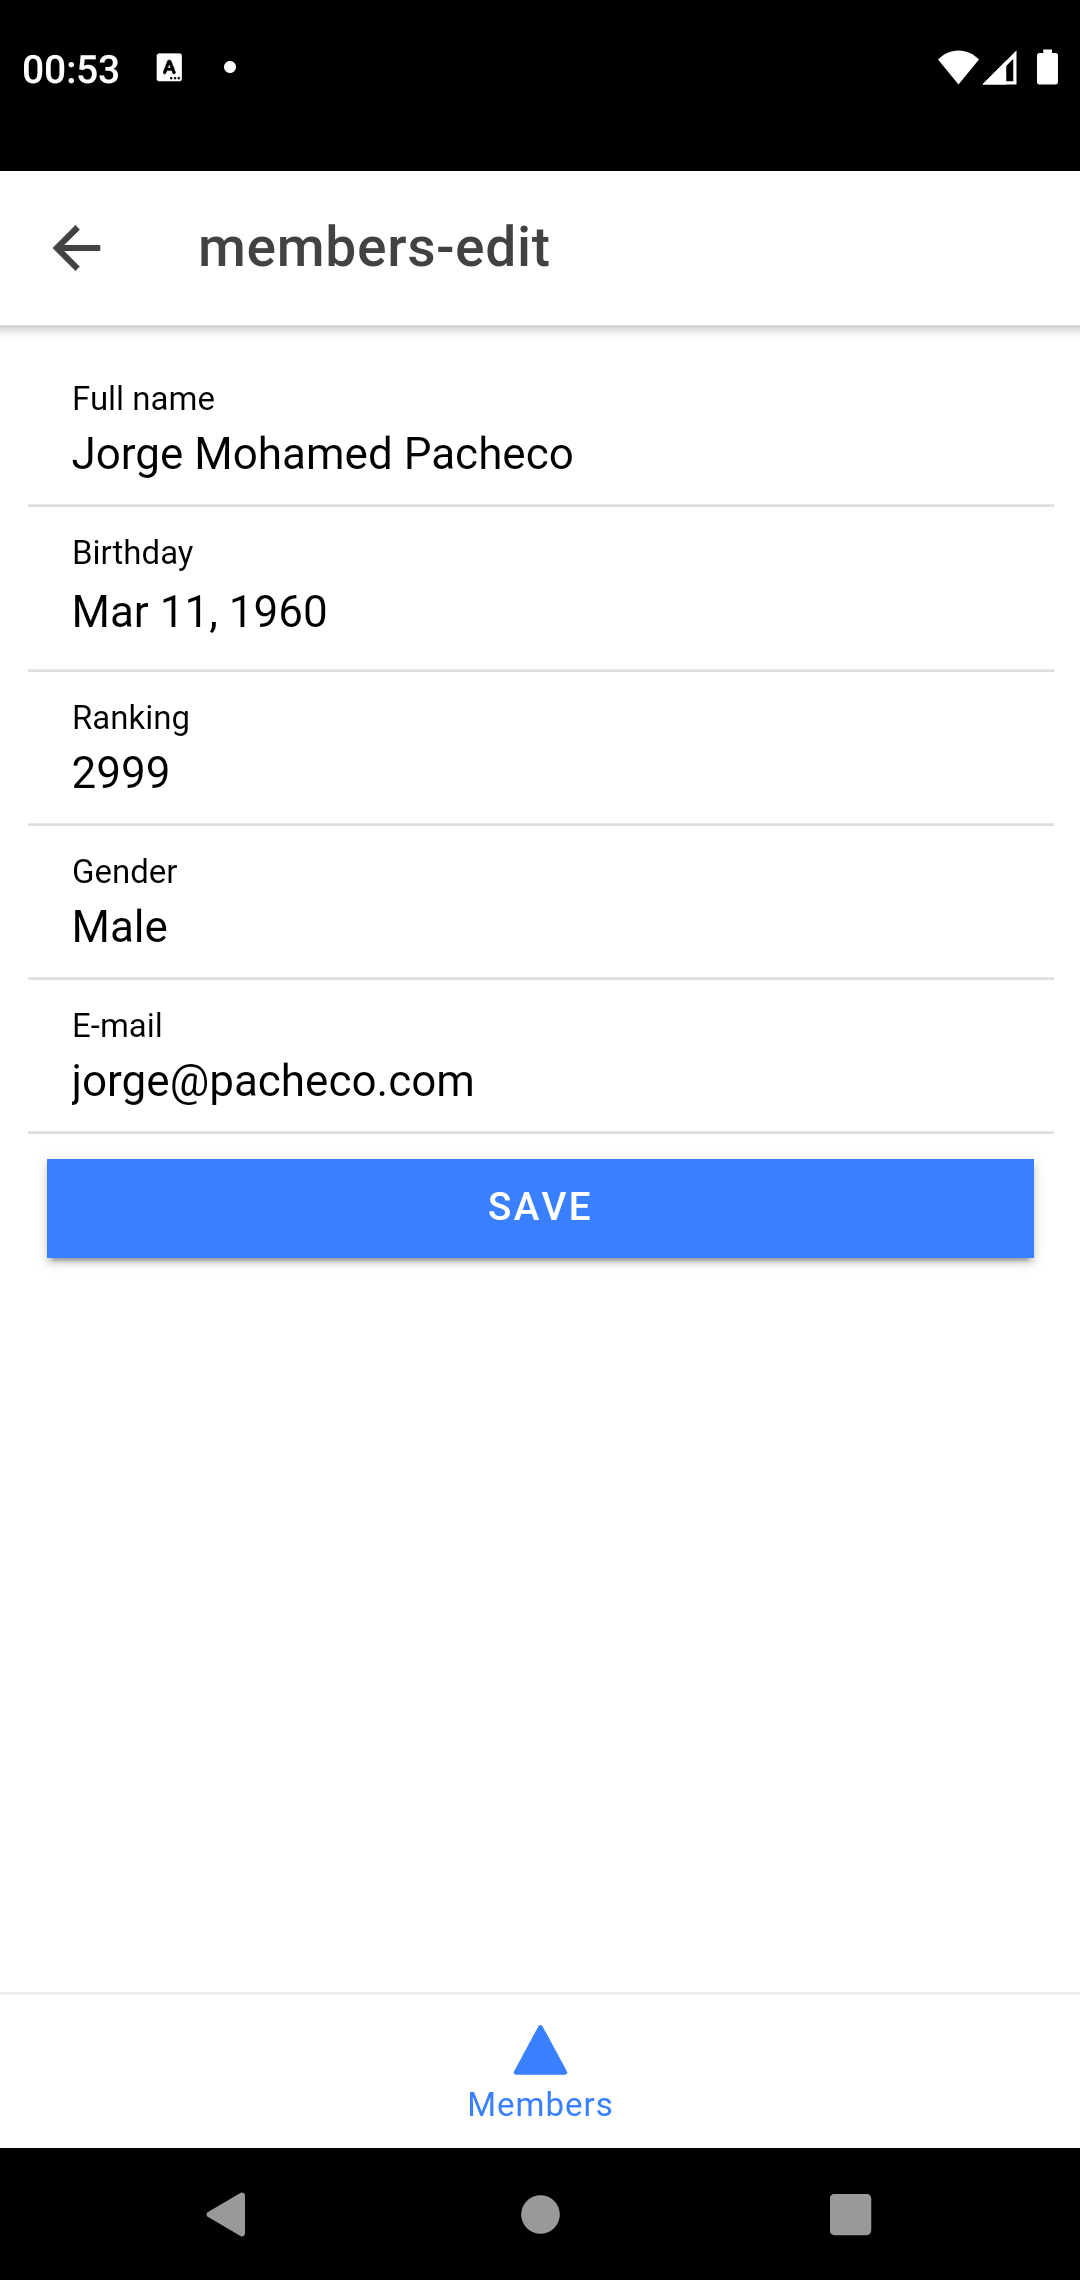 00:53
members-edit
Full name
Jorge Mohamed Pacheco
Birthday
Mar 11, 1960
Ranking
2999
Gender
Male
E-mail
jorge@pacheco.com
SAVE
Members